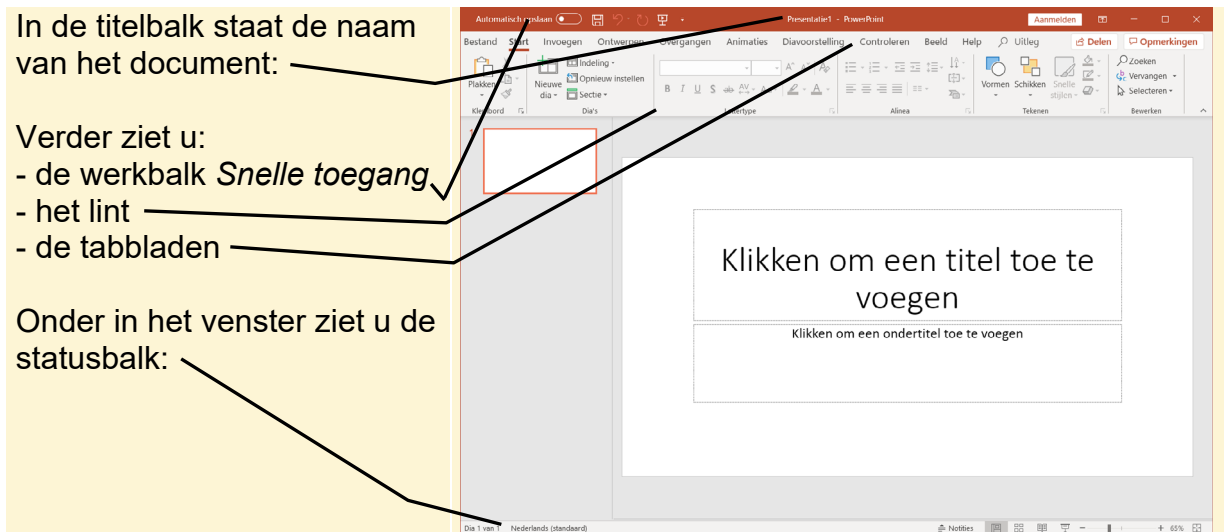 In de titelbalk staat de naam
van het document:
Verder ziet u:
- de werkbalk Snelle toegang
- het lint
- de tabbladen
Onder in het venster ziet u de
statusbalk:
Automatisch opslaan
Presentatie1 - PowerPoint
Aanmelden
Bestand Start Invoegen Ontwerpen Overgangen Animaties Diavoorstelling Controleren Beeld Help Uitleg Delen Opmerkingen
Plakken
Nieuwe
dia
Indeling
Opnieuw instellen
Sectie
B I U S ab AV
Vormen Schikken Snelle
stijlen
Zoeken
Vervangen
Selecteren
Klembord Dia's Lettertype Alinea Tekenen Bewerken
1
Klikken om een titel toe te
voegen
Klikken om een ondertitel toe te voegen
Dia 1 van 1 Nederlands (standaard) Notities 65%